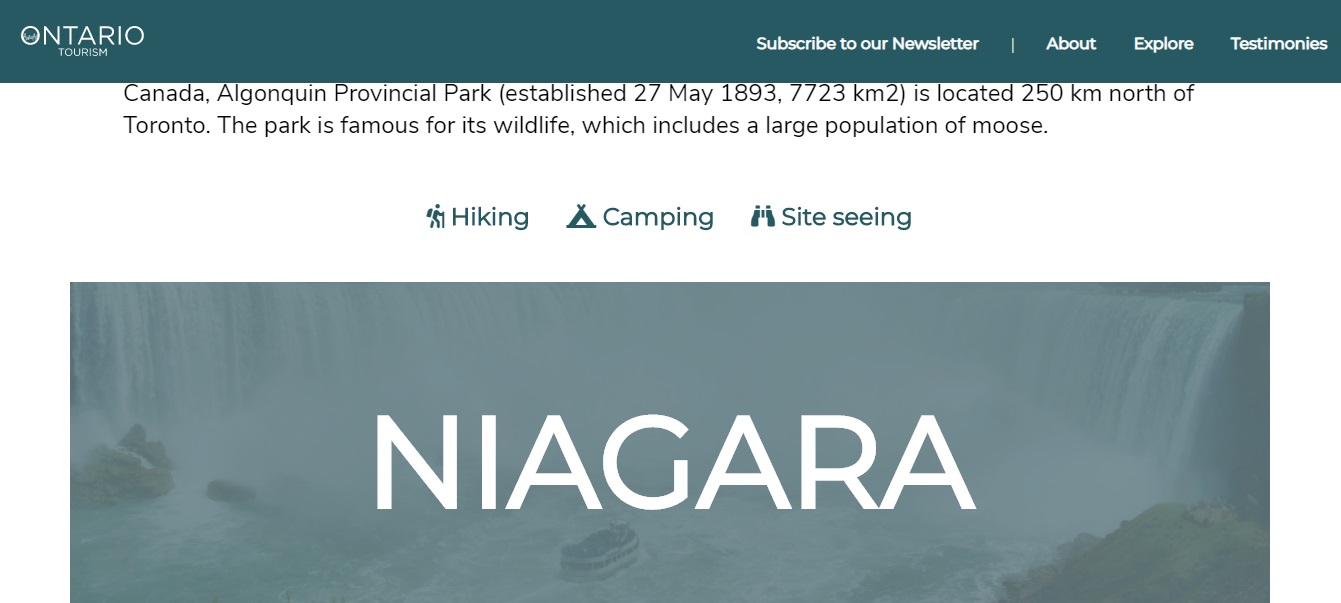 ONTARIO
TOURISM
Subscribe to our Newsletter | About Explore Testimonies
Canada, Algonquin Provincial Park (established 27 May 1893, 7723 km2) is located 250 km north of
Toronto. The park is famous for its wildlife, which includes a large population of moose.
Hiking Camping Site seeing
NIAGARA